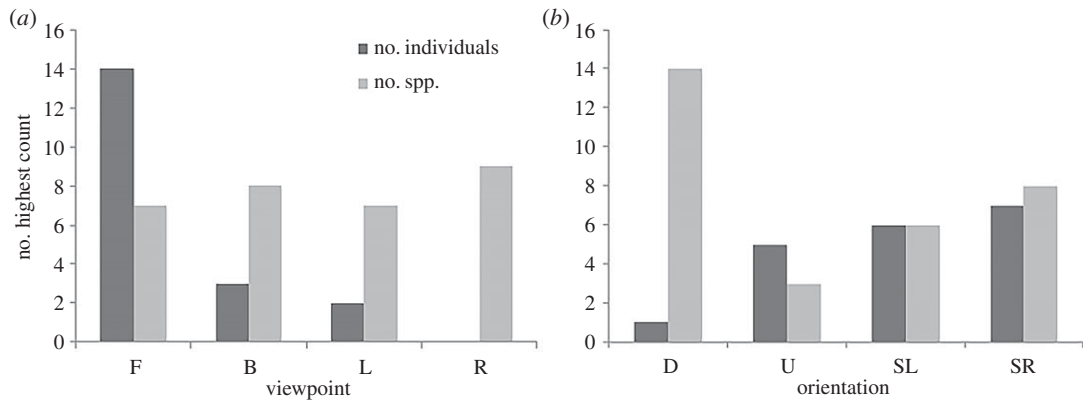 (a)
16
14
12
10
8
6
4
2
0
no. highest count
no. individuals
no. spp.
F B L R
viewpoint
(b)
16
14
12
10
8
6
4
2
0
D U SL SR
orientation